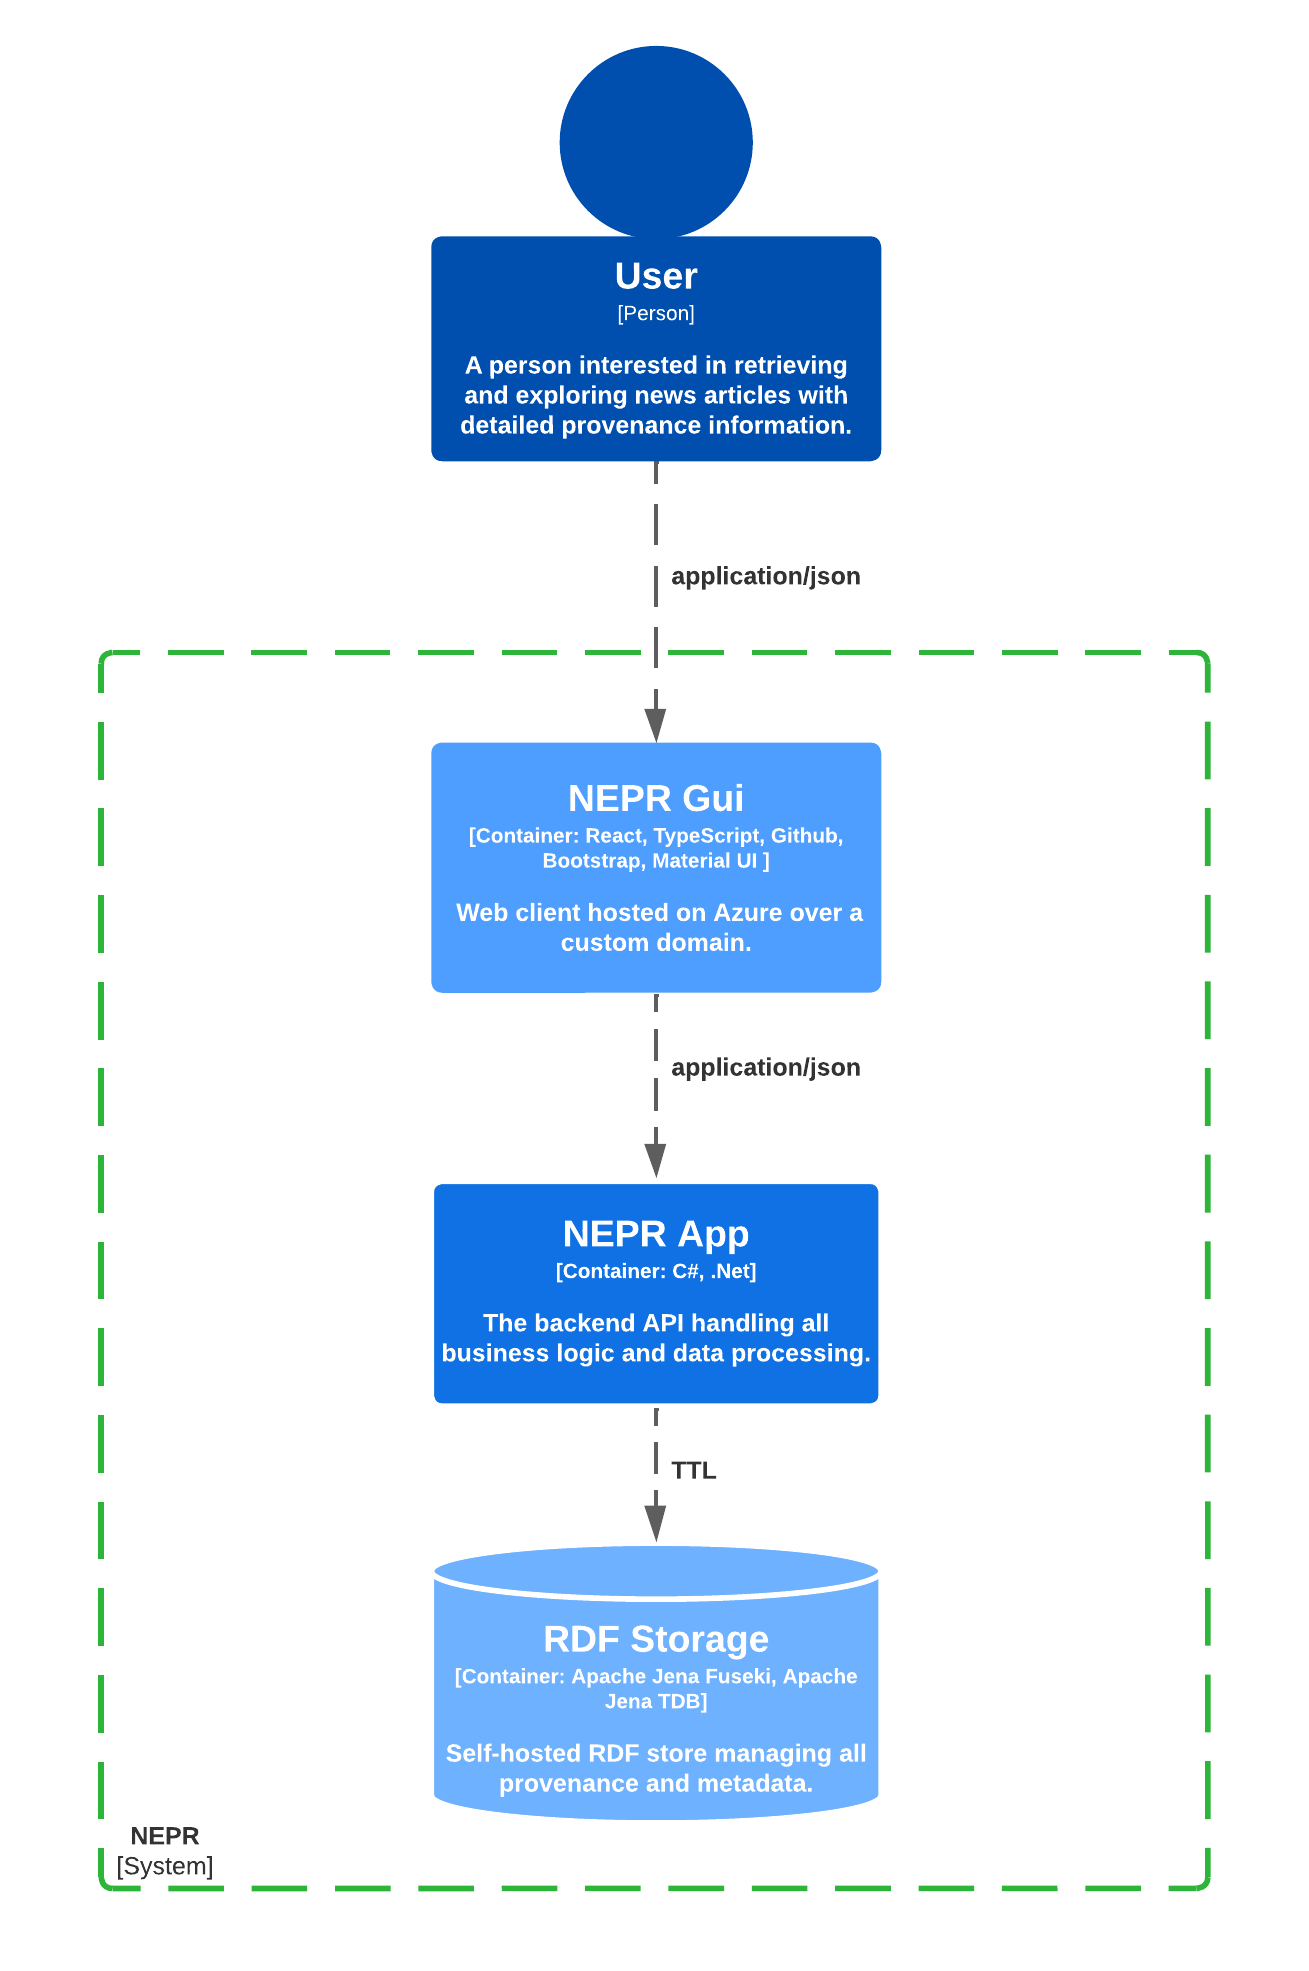 User
[Person]
A person interested in retrieving
and exploring news articles with
detailed provenance information.
application/json
NEPR Gui
[Container: React, TypeScript, Github,
Bootstrap, Material UI ]
Web client hosted on Azure over a
custom domain.
application/json
NEPR App
[Container: C#, .Net]
The backend API handling all
business logic and data processing.
TTL
RDF Storage
[Container: Apache Jena Fuseki, Apache
Jena TDB]
Self-hosted RDF store managing all
provenance and metadata.
NEPR
[System]